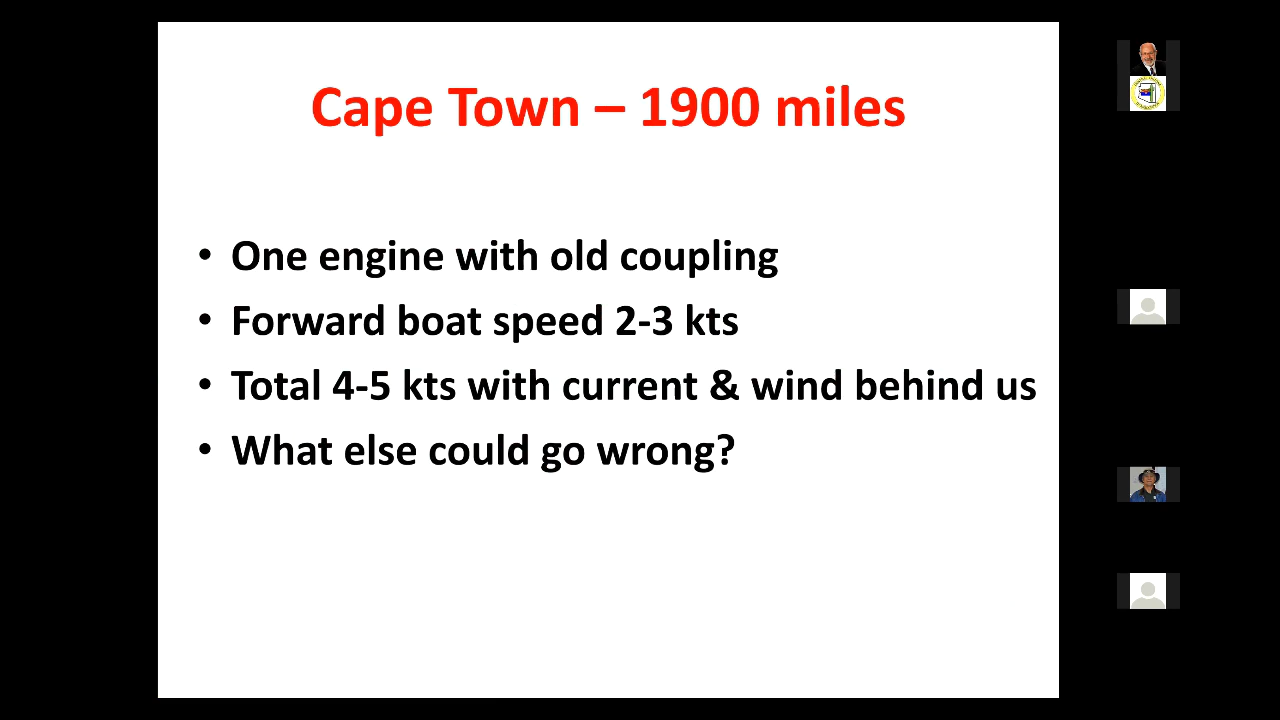 Cape Town – 1900 miles
• One engine with old coupling
• Forward boat speed 2-3 kts
• Total 4-5 kts with current & wind behind us
• What else could go wrong?